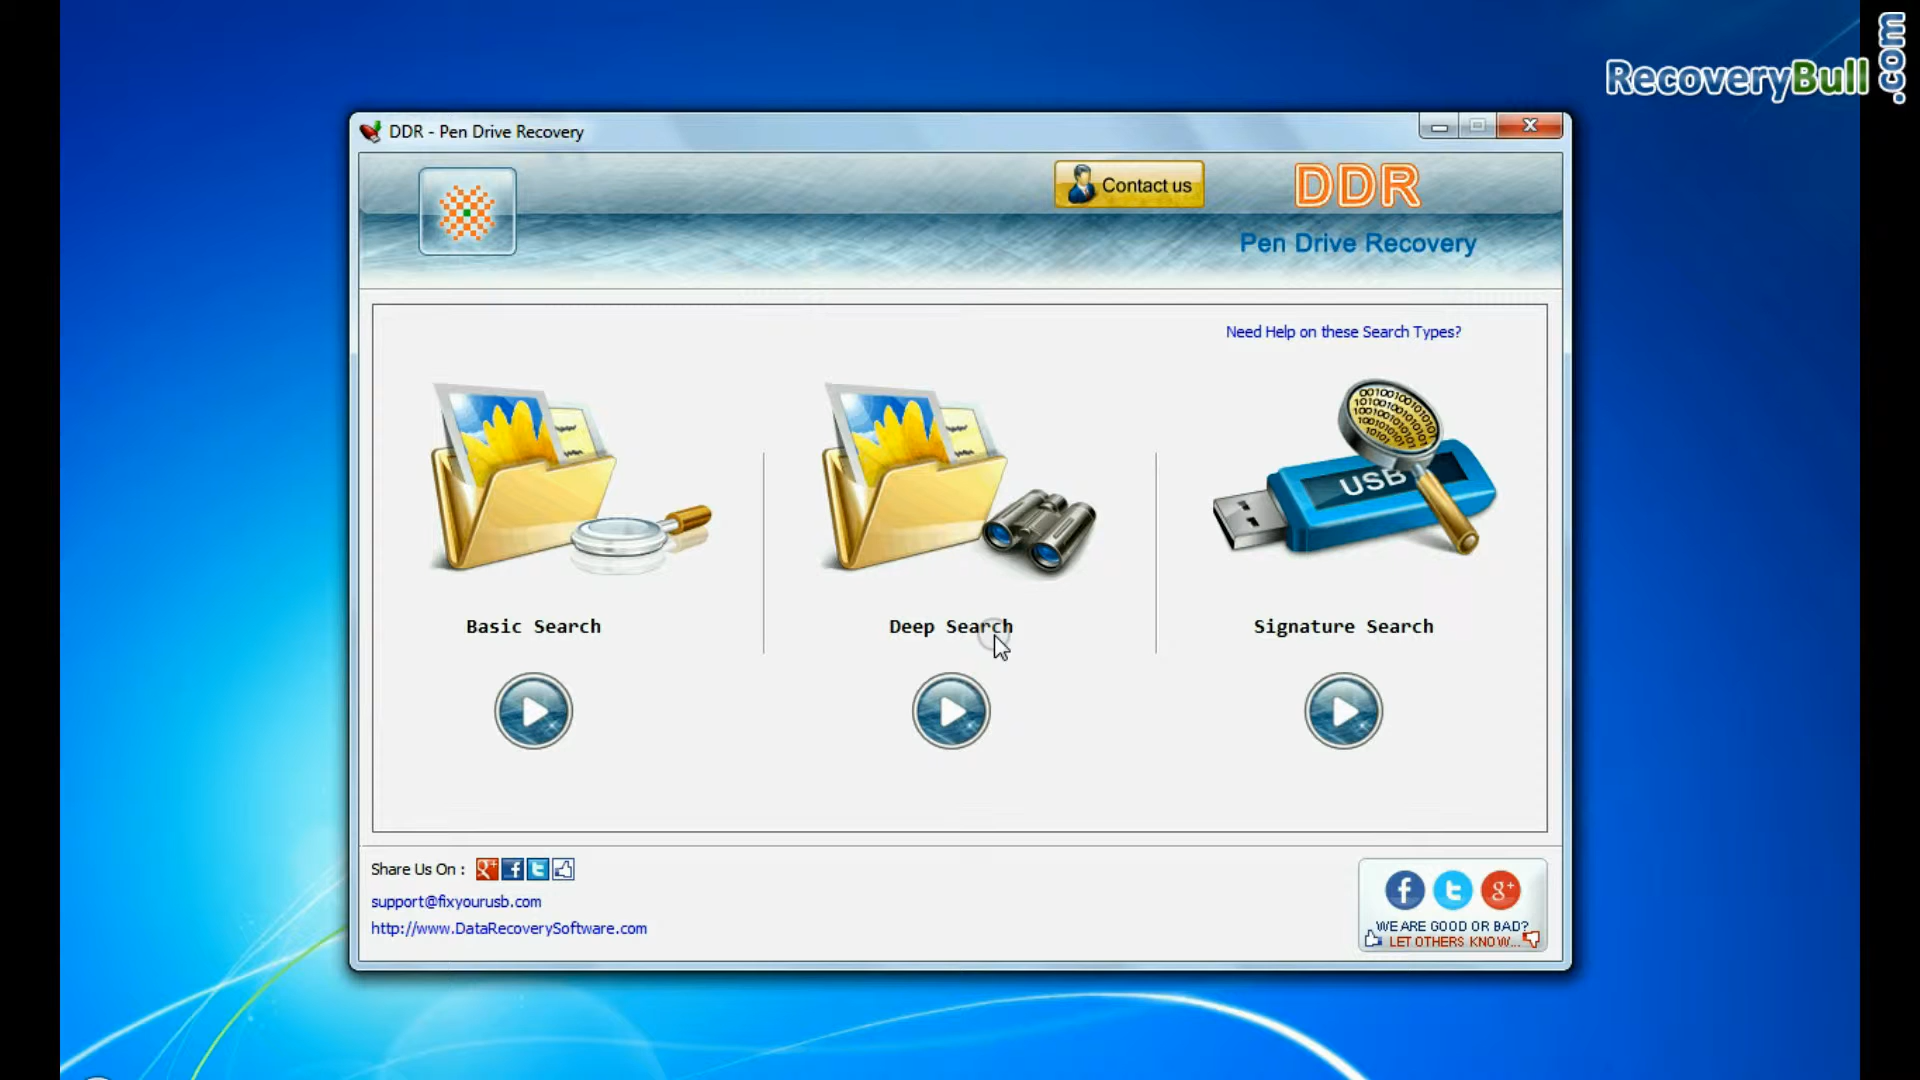 RecoveryBull.com
DDR - Pen Drive Recovery
Contact us
DDR
Pen Drive Recovery
Need Help on these Search Types?
USB
Basic Search
Deep Search
Signature Search
Share Us On :
support@fixyourusb.com
http://www.DataRecoverySoftware.com
WE ARE GOOD OR BAD?
LET OTHERS KNOW...